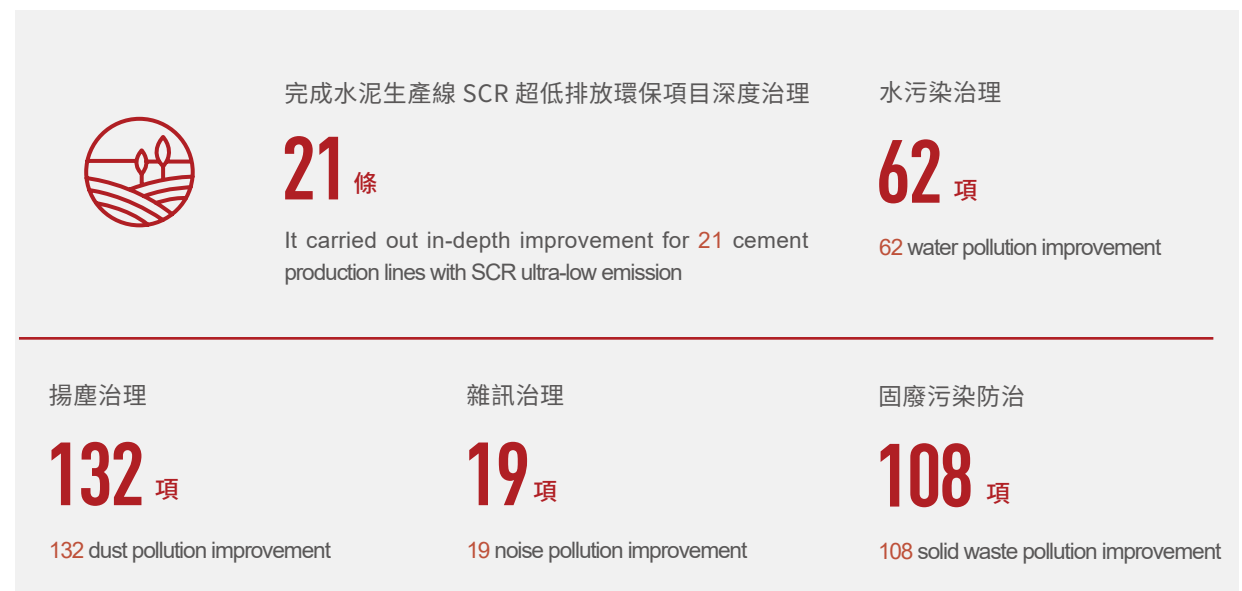 完成水泥生產線 SCR 超低排放環保項目深度治理
21 條
It carried out in-depth improvement for 21 cement
production lines with SCR ultra-low emission
水污染治理
62 項
62 water pollution improvement
揚塵治理
132 項
132 dust pollution improvement
雜訊治理
19 項
19 noise pollution improvement
固廢污染防治
108 項
108 solid waste pollution improvement